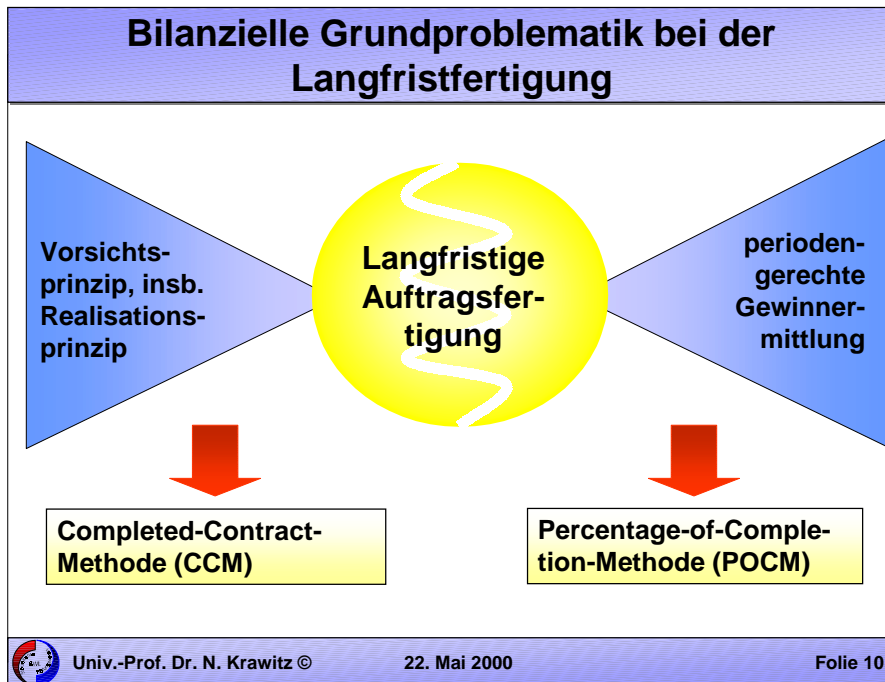 Bilanzielle Grundproblematik bei der
Langfristfertigung
Vorsichts-
prinzip, insb.
Realisations-
prinzip
Langfristige
Auftragsfer-
tigung
perioden-
gerechte
Gewinner-
mittlung
Completed-Contract-
Methode (CCM)
Percentage-of-Comple-
tion-Methode (POCM)
Univ.-Prof. Dr. N. Krawitz © 22. Mai 2000 Folie 10